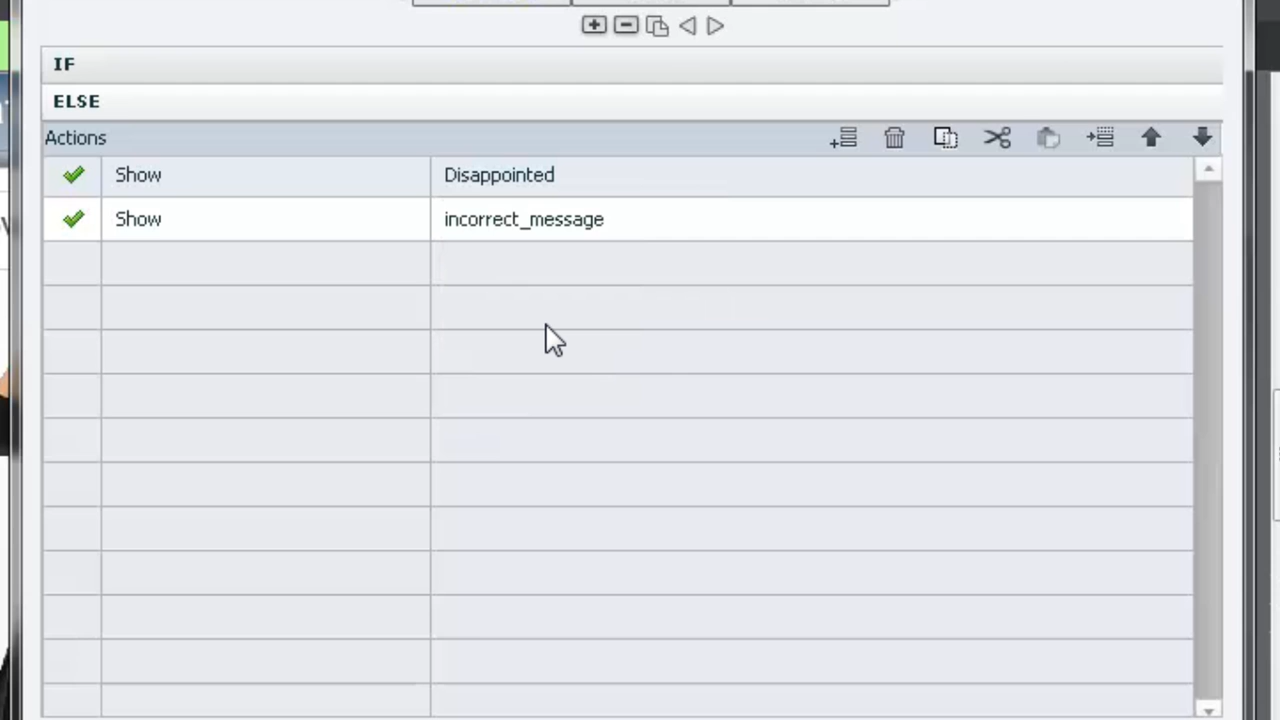 IF
ELSE
Actions
Show Disappointed
Show incorrect_message